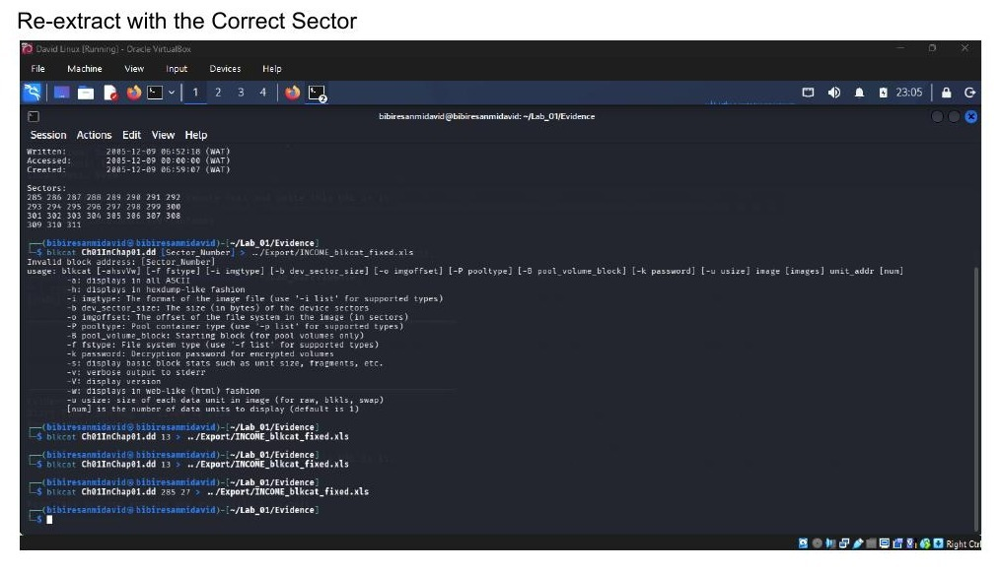 Re-extract with the Correct Sector
David Linux [Running] - Oracle VirtualBox
File Machine View Input Devices Help
1 2 3 4 2 23:05
bibiresanmidavid@bibiresanmidavid: ~/Lab_01/Evidence
Session Actions Edit View Help
Written: 2005-12-09 06:52:18 (WAT)
Accessed: 2005-12-09 00:00:00 (WAT)
Created: 2005-12-09 06:59:07 (WAT)
Sectors:
285 286 287 288 289 290 291 292
293 294 295 296 297 298 299 300
301 302 303 304 305 306 307 308
309 310 311
(bibiresanmidavid@bibiresanmidavid)-[~/Lab_01/Evidence]
$ blkcat Ch01InChap01.dd [Sector_Number] > ../Export/INCOME_blkcat_fixed.xls
Invalid block address: [Sector_Number]
usage: blkcat [-ahsvVw] [-f fstype] [-i imgtype] [-b dev_sector_size] [-o imgoffset] [-P pooltype] [-B pool_volume_block] [-k password] [-u usize] image [images] unit_addr [num]
-a: displays in all ASCII
-h: displays in hexdump-like fashion
-i imgtype: The format of the image file (use '-i list' for supported types)
-b dev_sector_size: The size (in bytes) of the device sectors
-o imgoffset: The offset of the file system in the image (in sectors)
-P pooltype: Pool container type (use '-p list' for supported types)
-B pool_volume_block: Starting block (for pool volumes only)
-f fstype: File system type (use '-f list' for supported types)
-k password: Decryption password for encrypted volumes
-s: display basic block stats such as unit size, fragments, etc.
-v: verbose output to stderr
-V: display version
-w: displays in web-like (html) fashion
-u usize: size of each data unit in image (for raw, blkls, swap)
[num] is the number of data units to display (default is 1)
(bibiresanmidavid@bibiresanmidavid)-[~/Lab_01/Evidence]
$ blkcat Ch01InChap01.dd 13 > ../Export/INCOME_blkcat_fixed.xls
(bibiresanmidavid@bibiresanmidavid)-[~/Lab_01/Evidence]
$ blkcat Ch01InChap01.dd 13 > ../Export/INCOME_blkcat_fixed.xls
(bibiresanmidavid@bibiresanmidavid)-[~/Lab_01/Evidence]
$ blkcat Ch01InChap01.dd 285 27 > ../Export/INCOME_blkcat_fixed.xls
(bibiresanmidavid@bibiresanmidavid)-[~/Lab_01/Evidence]
$
Right Ctrl